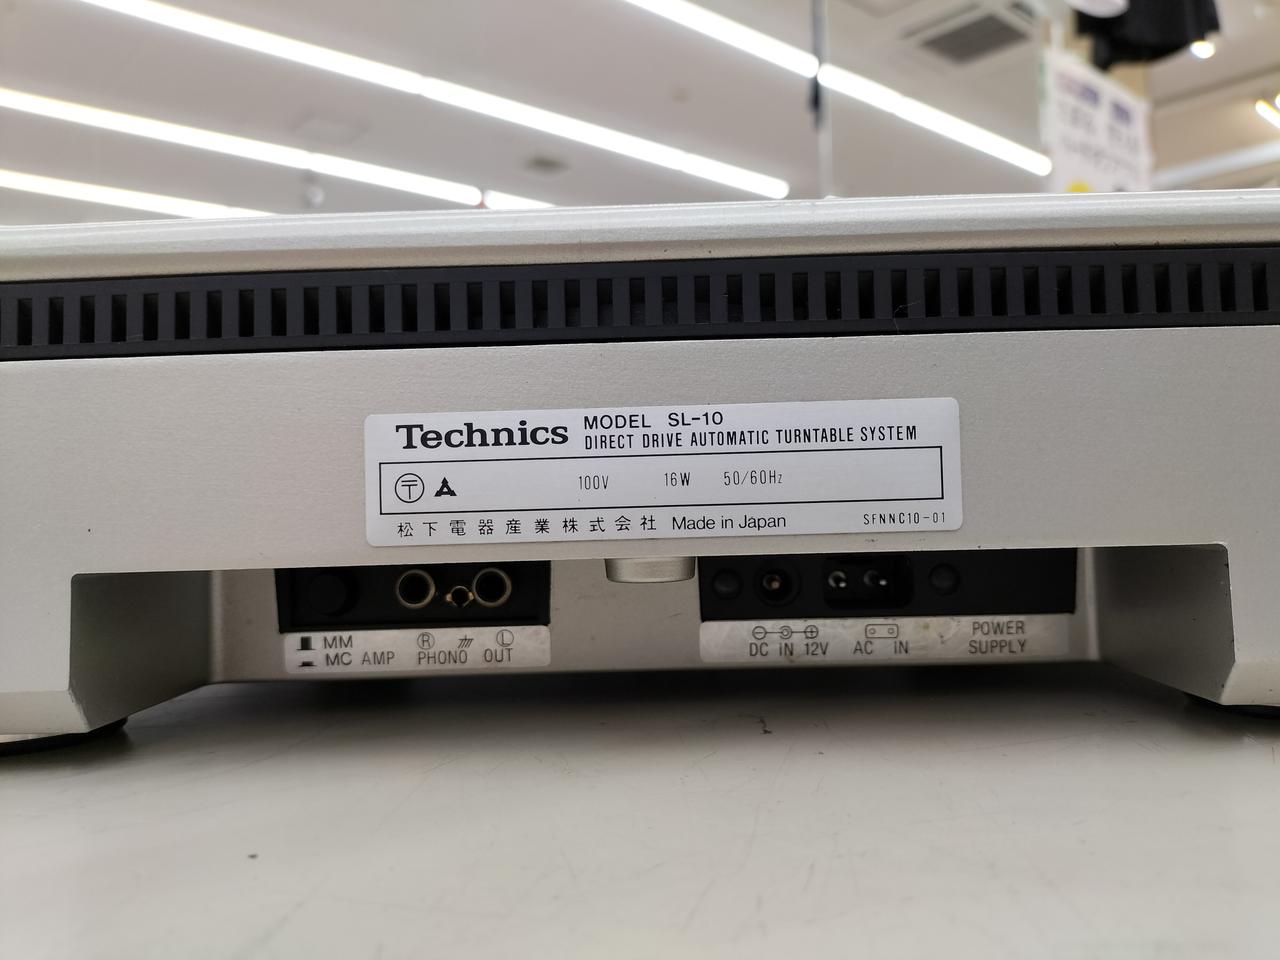 Technics
MODEL SL-10
DIRECT DRIVE AUTOMATIC TURNTABLE SYSTEM
〒 100V 16W 50/60Hz
松下電器産業株式会社 Made in Japan SFNNC10-01
MM
MC AMP
R L
PHONO OUT
DC IN 12V
AC IN
POWER
SUPPLY